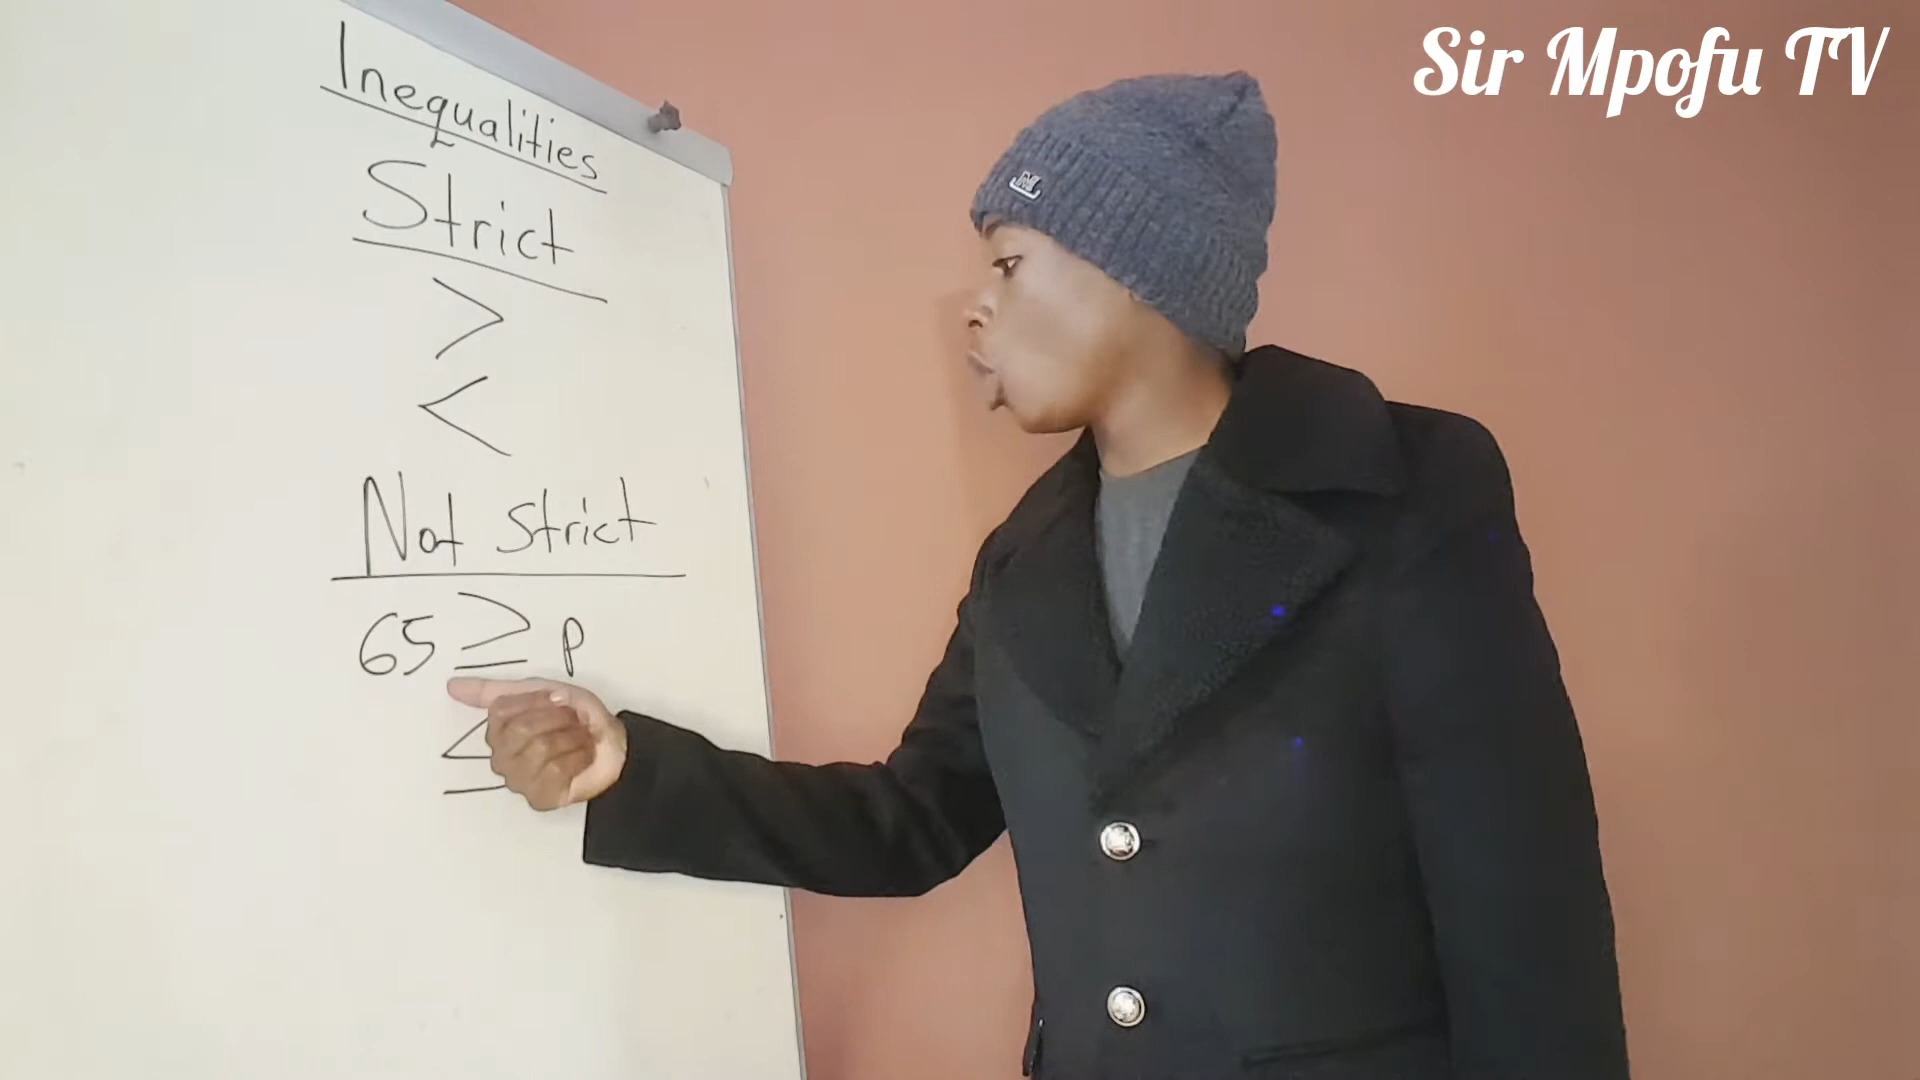 Sir Mpofu TV
Inequalities
Strict
>
<
Not strict
65 ≥ p
≤